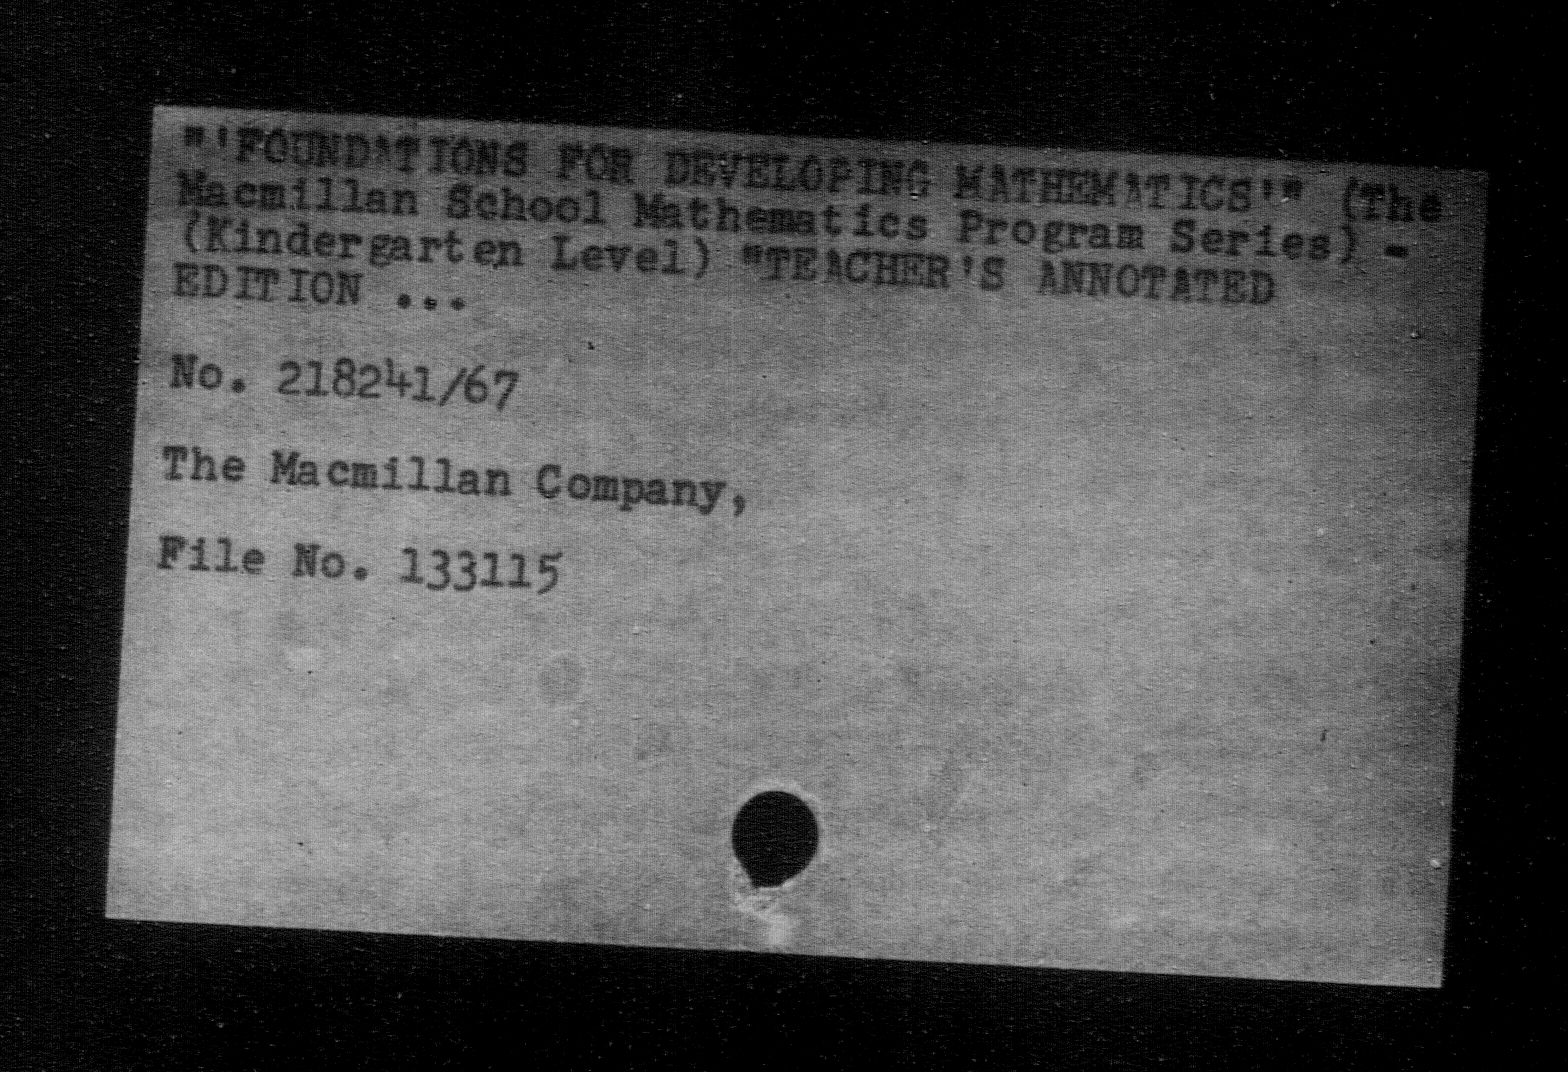 "'FOUNDATIONS FOR DEVELOPING MATHEMATICS'" (The
Macmillan School Mathematics Program Series) -
(Kindergarten Level) "TEACHER'S ANNOTATED
EDITION ...
No. 218241/67
The Macmillan Company,
File No. 133115